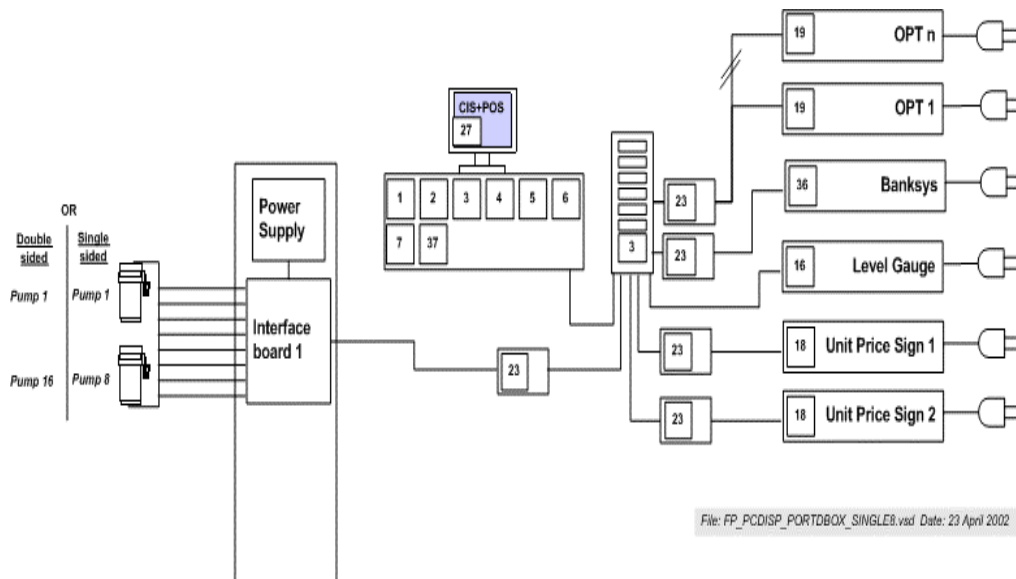 19
OPT n
19
OPT 1
CIS+POS
27
1 2 3 4 5 6
7 37
3
23
36
Banksys
23
16
Level Gauge
Power
Supply
OR
Double
sided
Single
sided
Pump 1
Pump 1
Interface
board 1
Pump 16
Pump 8
23
23
18
Unit Price Sign 1
23
18
Unit Price Sign 2
File: FP_PCDISP_PORTDBOX_SINGLE8.vsd Date: 23 April 2002